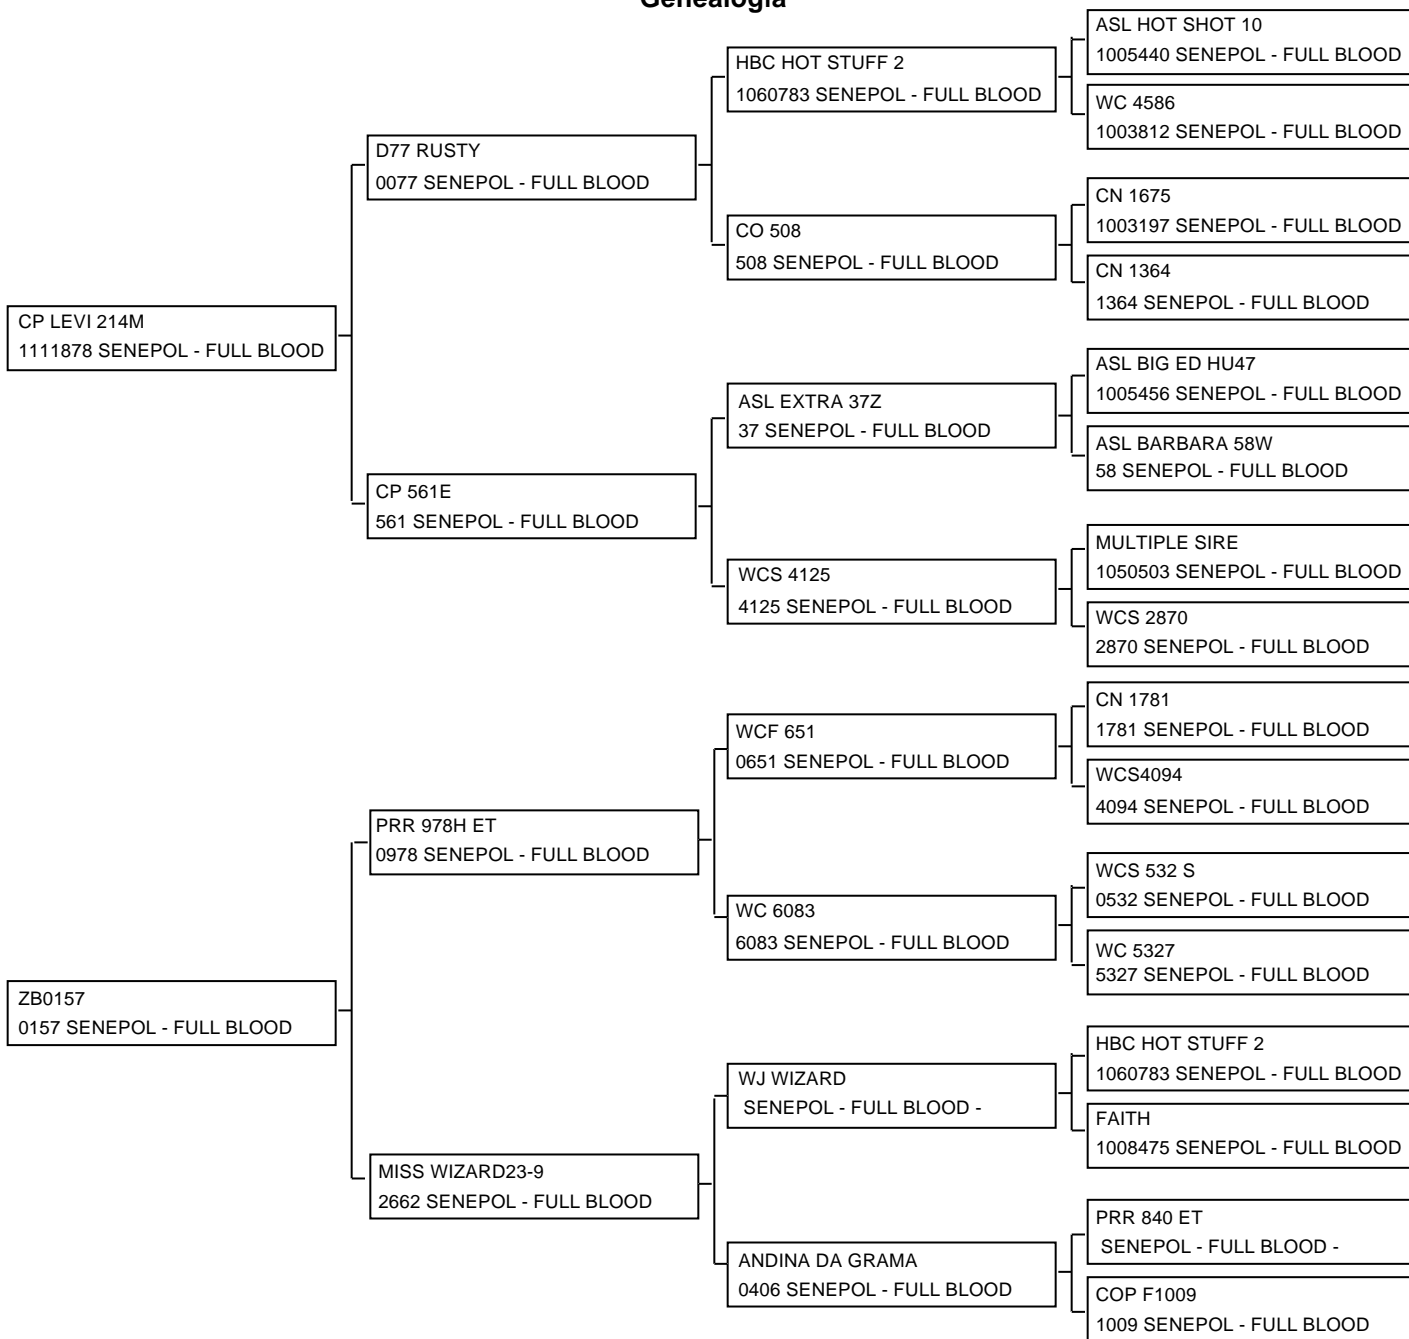 Genealogia
ASL HOT SHOT 10
1005440 SENEPOL - FULL BLOOD
HBC HOT STUFF 2
1060783 SENEPOL - FULL BLOOD
WC 4586
1003812 SENEPOL - FULL BLOOD
D77 RUSTY
0077 SENEPOL - FULL BLOOD
CN 1675
1003197 SENEPOL - FULL BLOOD
CO 508
508 SENEPOL - FULL BLOOD
CN 1364
1364 SENEPOL - FULL BLOOD
CP LEVI 214M
1111878 SENEPOL - FULL BLOOD
ASL BIG ED HU47
1005456 SENEPOL - FULL BLOOD
ASL EXTRA 37Z
37 SENEPOL - FULL BLOOD
ASL BARBARA 58W
58 SENEPOL - FULL BLOOD
CP 561E
561 SENEPOL - FULL BLOOD
MULTIPLE SIRE
1050503 SENEPOL - FULL BLOOD
WCS 4125
4125 SENEPOL - FULL BLOOD
WCS 2870
2870 SENEPOL - FULL BLOOD
CN 1781
1781 SENEPOL - FULL BLOOD
WCF 651
0651 SENEPOL - FULL BLOOD
WCS4094
4094 SENEPOL - FULL BLOOD
PRR 978H ET
0978 SENEPOL - FULL BLOOD
WCS 532 S
0532 SENEPOL - FULL BLOOD
WC 6083
6083 SENEPOL - FULL BLOOD
WC 5327
5327 SENEPOL - FULL BLOOD
ZB0157
0157 SENEPOL - FULL BLOOD
HBC HOT STUFF 2
1060783 SENEPOL - FULL BLOOD
WJ WIZARD
SENEPOL - FULL BLOOD -
FAITH
1008475 SENEPOL - FULL BLOOD
MISS WIZARD23-9
2662 SENEPOL - FULL BLOOD
PRR 840 ET
SENEPOL - FULL BLOOD -
ANDINA DA GRAMA
0406 SENEPOL - FULL BLOOD
COP F1009
1009 SENEPOL - FULL BLOOD